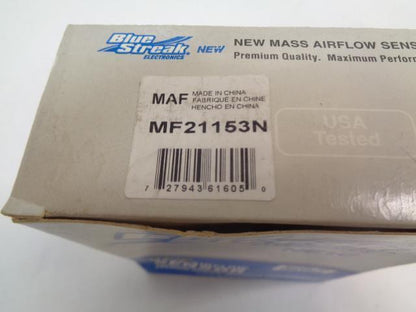 Blue Streak ELECTRONICS NEW
NEW MASS AIRFLOW SENS
Premium Quality. Maximum Perfor
MAF MADE IN CHINA
FABRIQUE EN CHINE
HENCHO EN CHINA
MF21153N
7 27943 61605 0
USA
Tested